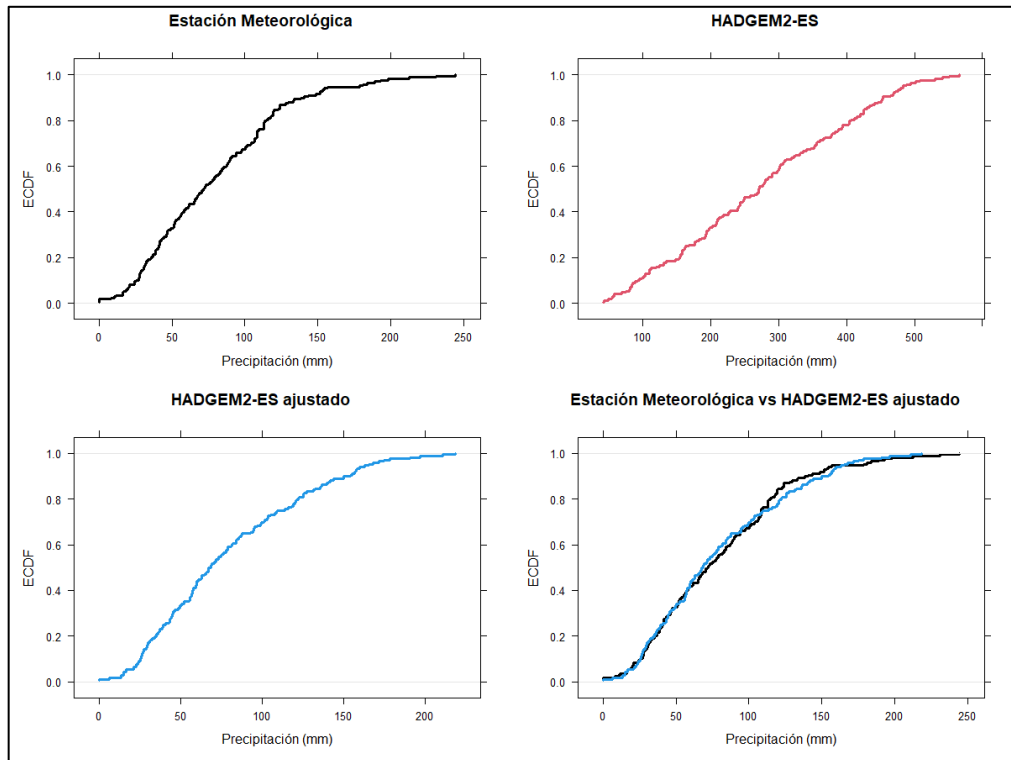 Estación Meteorológica
ECDF
1.0
0.8
0.6
0.4
0.2
0.0
0 50 100 150 200 250
Precipitación (mm)
HADGEM2-ES
ECDF
1.0
0.8
0.6
0.4
0.2
0.0
100 200 300 400 500
Precipitación (mm)
HADGEM2-ES ajustado
ECDF
1.0
0.8
0.6
0.4
0.2
0.0
0 50 100 150 200
Precipitación (mm)
Estación Meteorológica vs HADGEM2-ES ajustado
ECDF
1.0
0.8
0.6
0.4
0.2
0.0
0 50 100 150 200 250
Precipitación (mm)